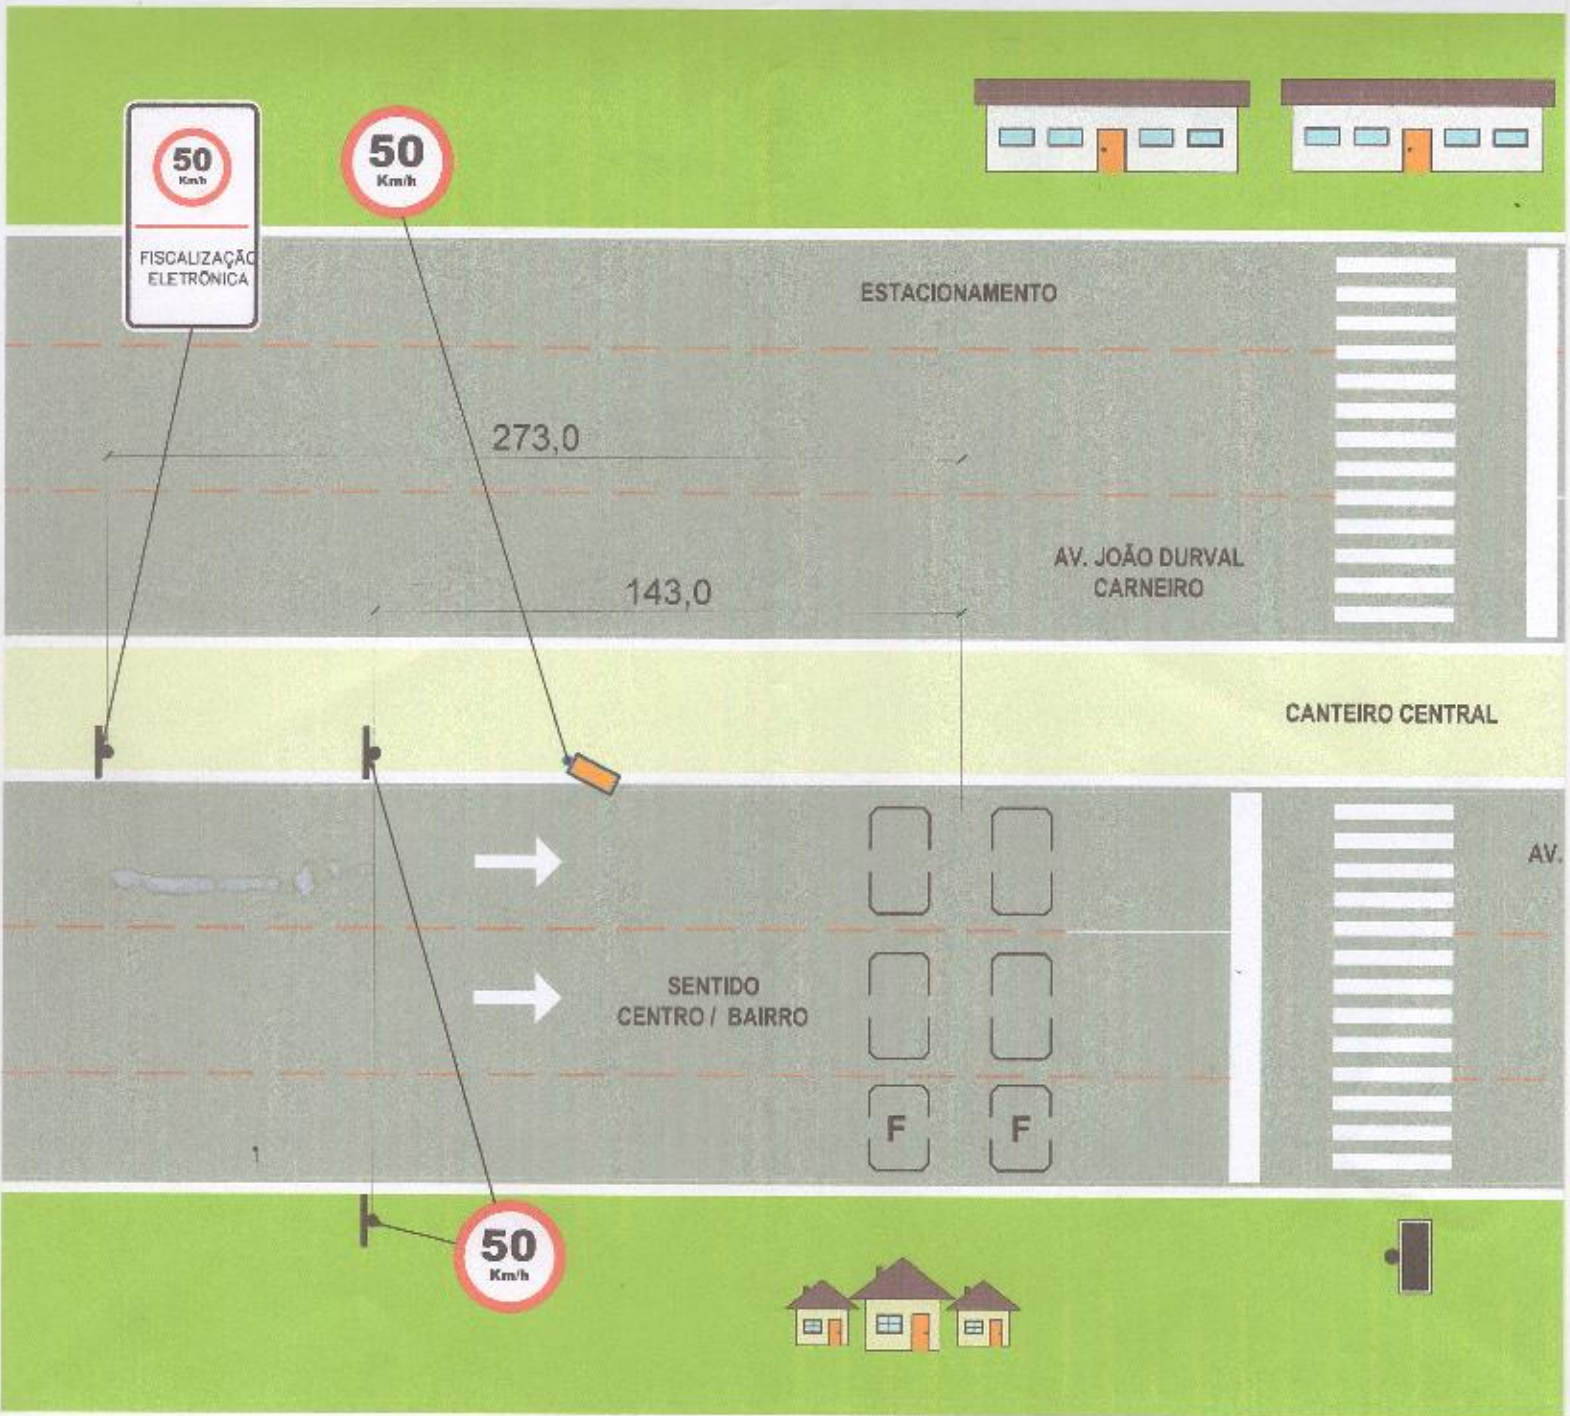 50
Km/h
FISCALIZAÇÃO
ELETRÔNICA
50
Km/h
ESTACIONAMENTO
273,0
AV. JOÃO DURVAL
CARNEIRO
143,0
CANTEIRO CENTRAL
AV.
SENTIDO
CENTRO / BAIRRO
F
F
50
Km/h